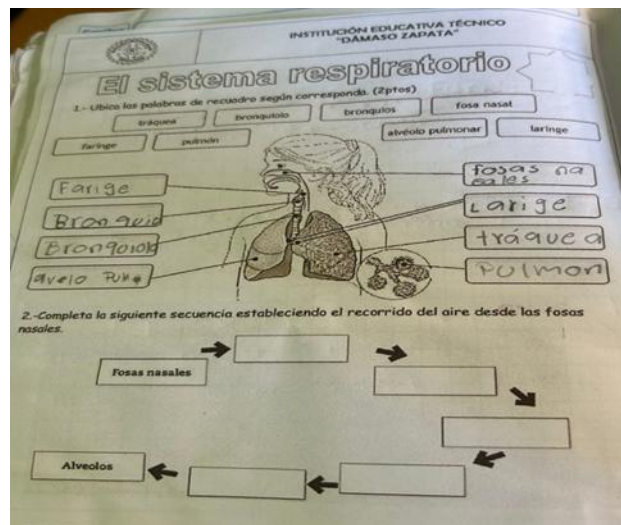 INSTITUCIÓN EDUCATIVA TÉCNICO
"DÁMASO ZAPATA"
El sistema respiratorio
1.- Ubica las palabras de recuadro según corresponda. (2ptos)
tráquea bronquiolo bronquios fosa nasal
faringe pulmón alvéolo pulmonar laringe
Farige
fosas na
sales
Bronquio
Larige
Bronqoiolo
tráquea
avelo Pulmo
Pulmon
2.-Completa la siguiente secuencia estableciendo el recorrido del aire desde las fosas
nasales.
Fosas nasales
Alveolos